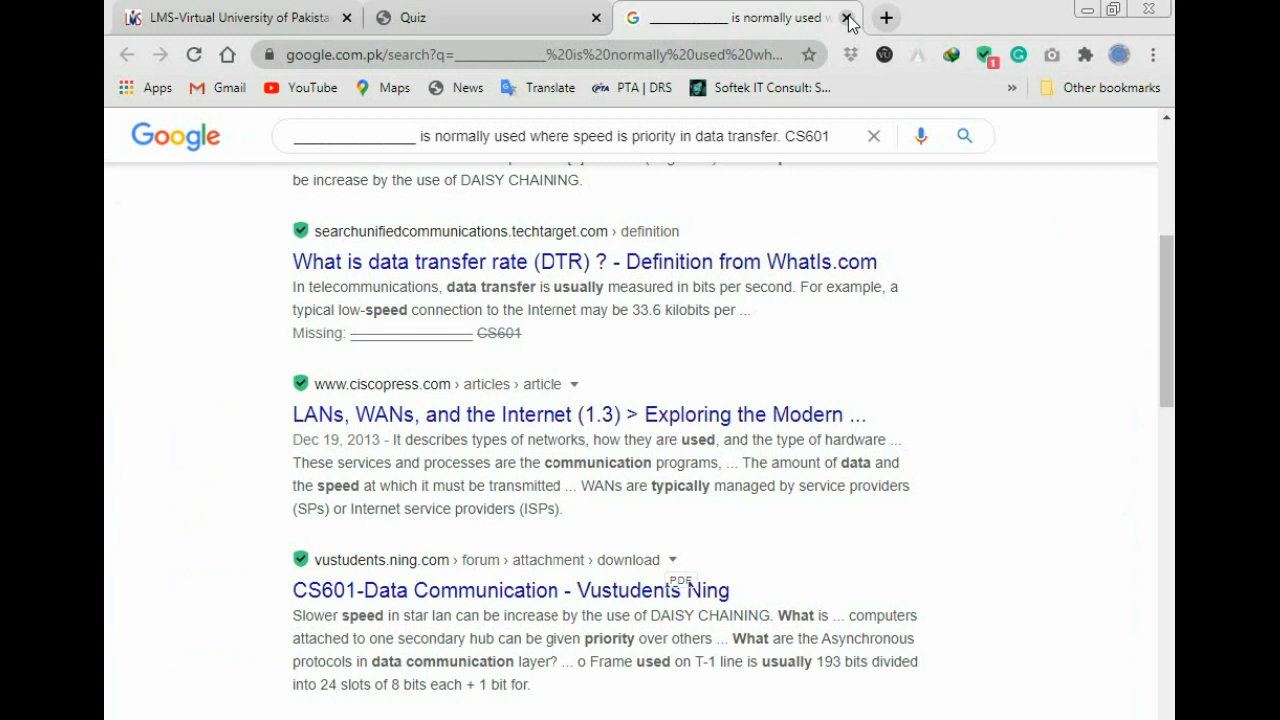 LMS-Virtual University of Pakista
Quiz
______________ is normally used w
google.com.pk/search?q=______________%20is%20normally%20used%20wh...
Apps
Gmail
YouTube
Maps
News
Translate
PTA | DRS
Softek IT Consult: S...
»
Other bookmarks
Google
______________ is normally used where speed is priority in data transfer. CS601
be increase by the use of DAISY CHAINING.
searchunifiedcommunications.techtarget.com › definition
What is data transfer rate (DTR) ? - Definition from WhatIs.com
In telecommunications, data transfer is usually measured in bits per second. For example, a
typical low-speed connection to the Internet may be 33.6 kilobits per ...
Missing: ______________ CS601
www.ciscopress.com › articles › article
LANs, WANs, and the Internet (1.3) > Exploring the Modern ...
Dec 19, 2013 - It describes types of networks, how they are used, and the type of hardware ...
These services and processes are the communication programs, ... The amount of data and
the speed at which it must be transmitted ... WANs are typically managed by service providers
(SPs) or Internet service providers (ISPs).
vustudents.ning.com › forum › attachment › download
PDF
CS601-Data Communication - Vustudents Ning
Slower speed in star lan can be increase by the use of DAISY CHAINING. What is ... computers
attached to one secondary hub can be given priority over others ... What are the Asynchronous
protocols in data communication layer? ... o Frame used on T-1 line is usually 193 bits divided
into 24 slots of 8 bits each + 1 bit for.